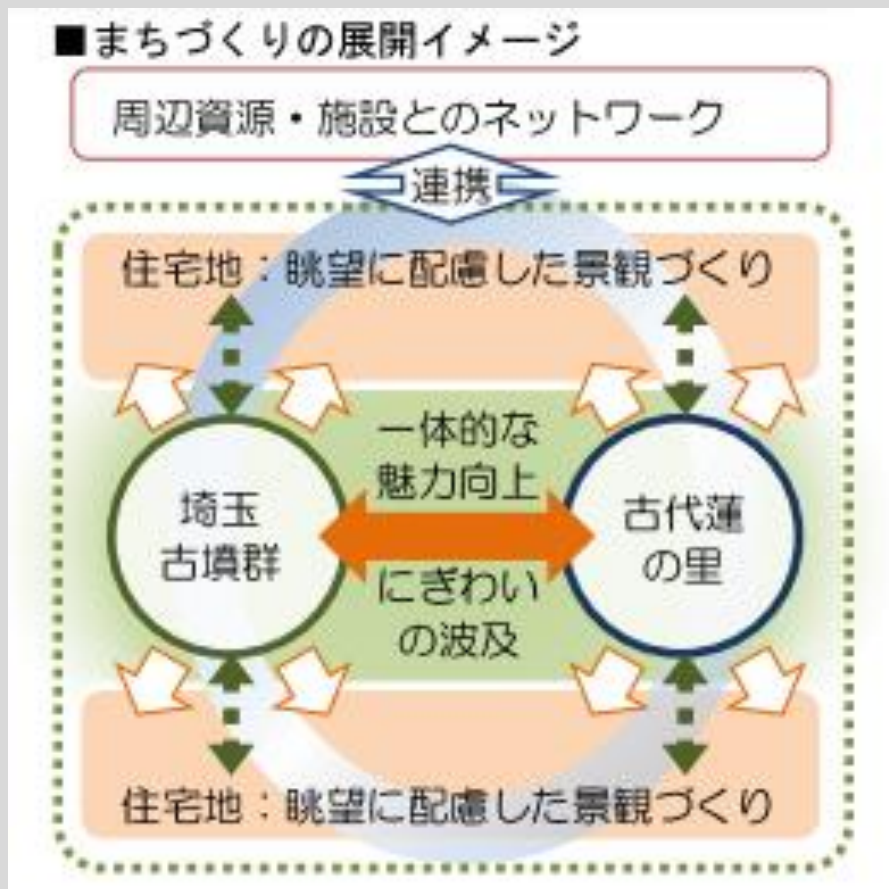 ■まちづくりの展開イメージ
周辺資源・施設とのネットワーク
連携
住宅地：眺望に配慮した景観づくり
一体的な
魅力向上
埼玉
古墳群
古代蓮
の里
にぎわい
の波及
住宅地：眺望に配慮した景観づくり